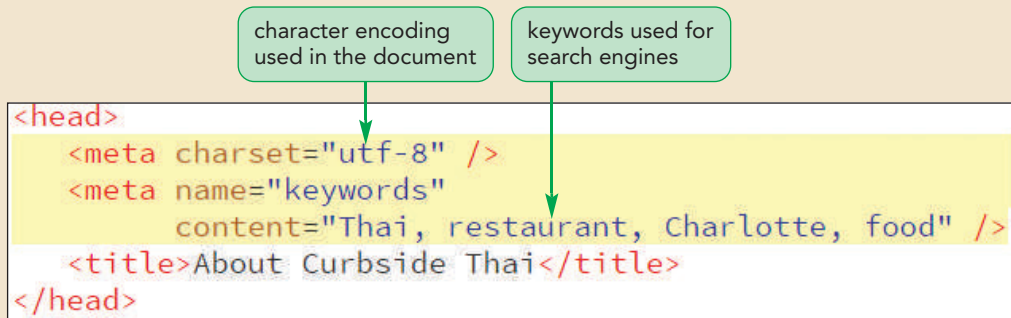 character encoding
used in the document
keywords used for
search engines
<head>
<meta charset="utf-8" />
<meta name="keywords"
content="Thai, restaurant, Charlotte, food" />
<title>About Curbside Thai</title>
</head>